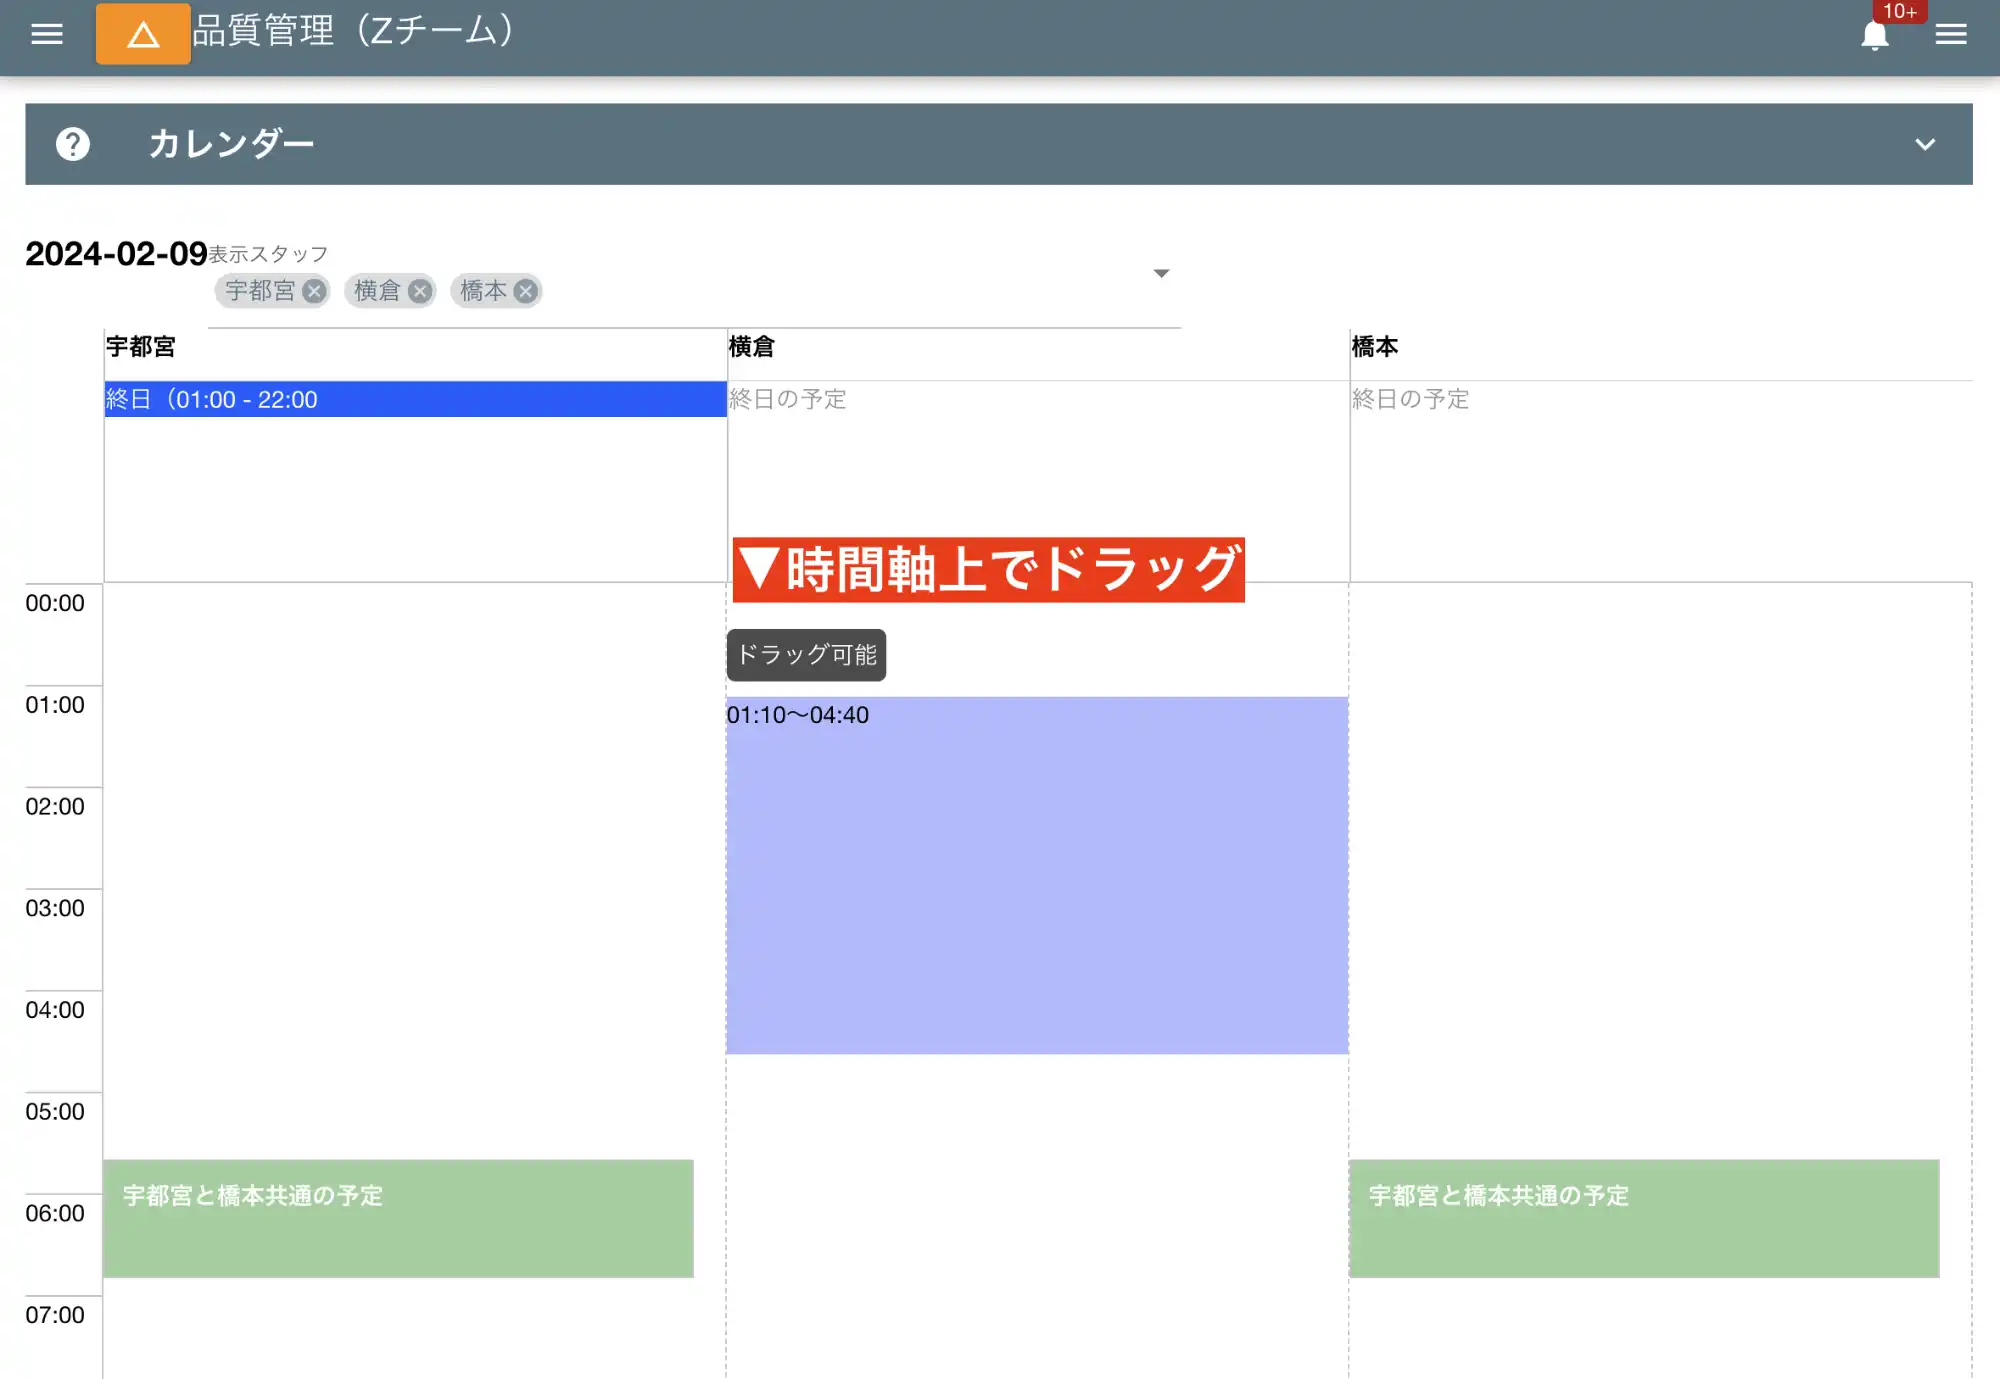 品質管理（Zチーム）
10+
カレンダー
2024-02-09
表示スタッフ
宇都宮 横倉 橋本
宇都宮 横倉 橋本
終日（01:00 - 22:00 終日の予定 終日の予定
▼時間軸上でドラッグ
00:00
ドラッグ可能
01:00
01:10〜04:40
02:00
03:00
04:00
05:00
宇都宮と橋本共通の予定 宇都宮と橋本共通の予定
06:00
07:00